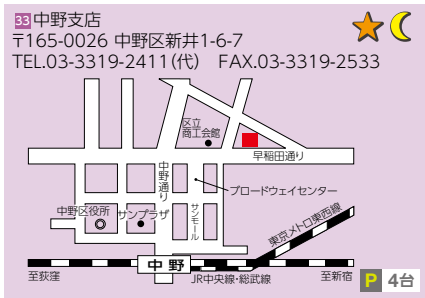 33 中野支店
〒165-0026 中野区新井1-6-7
TEL.03-3319-2411(代) FAX.03-3319-2533
区立
商工会館
早稲田通り
中野通り
ブロードウェイセンター
中野区役所
サンプラザ
サンモール
東京メトロ東西線
中野
至荻窪
JR中央線・総武線
至新宿
P 4台